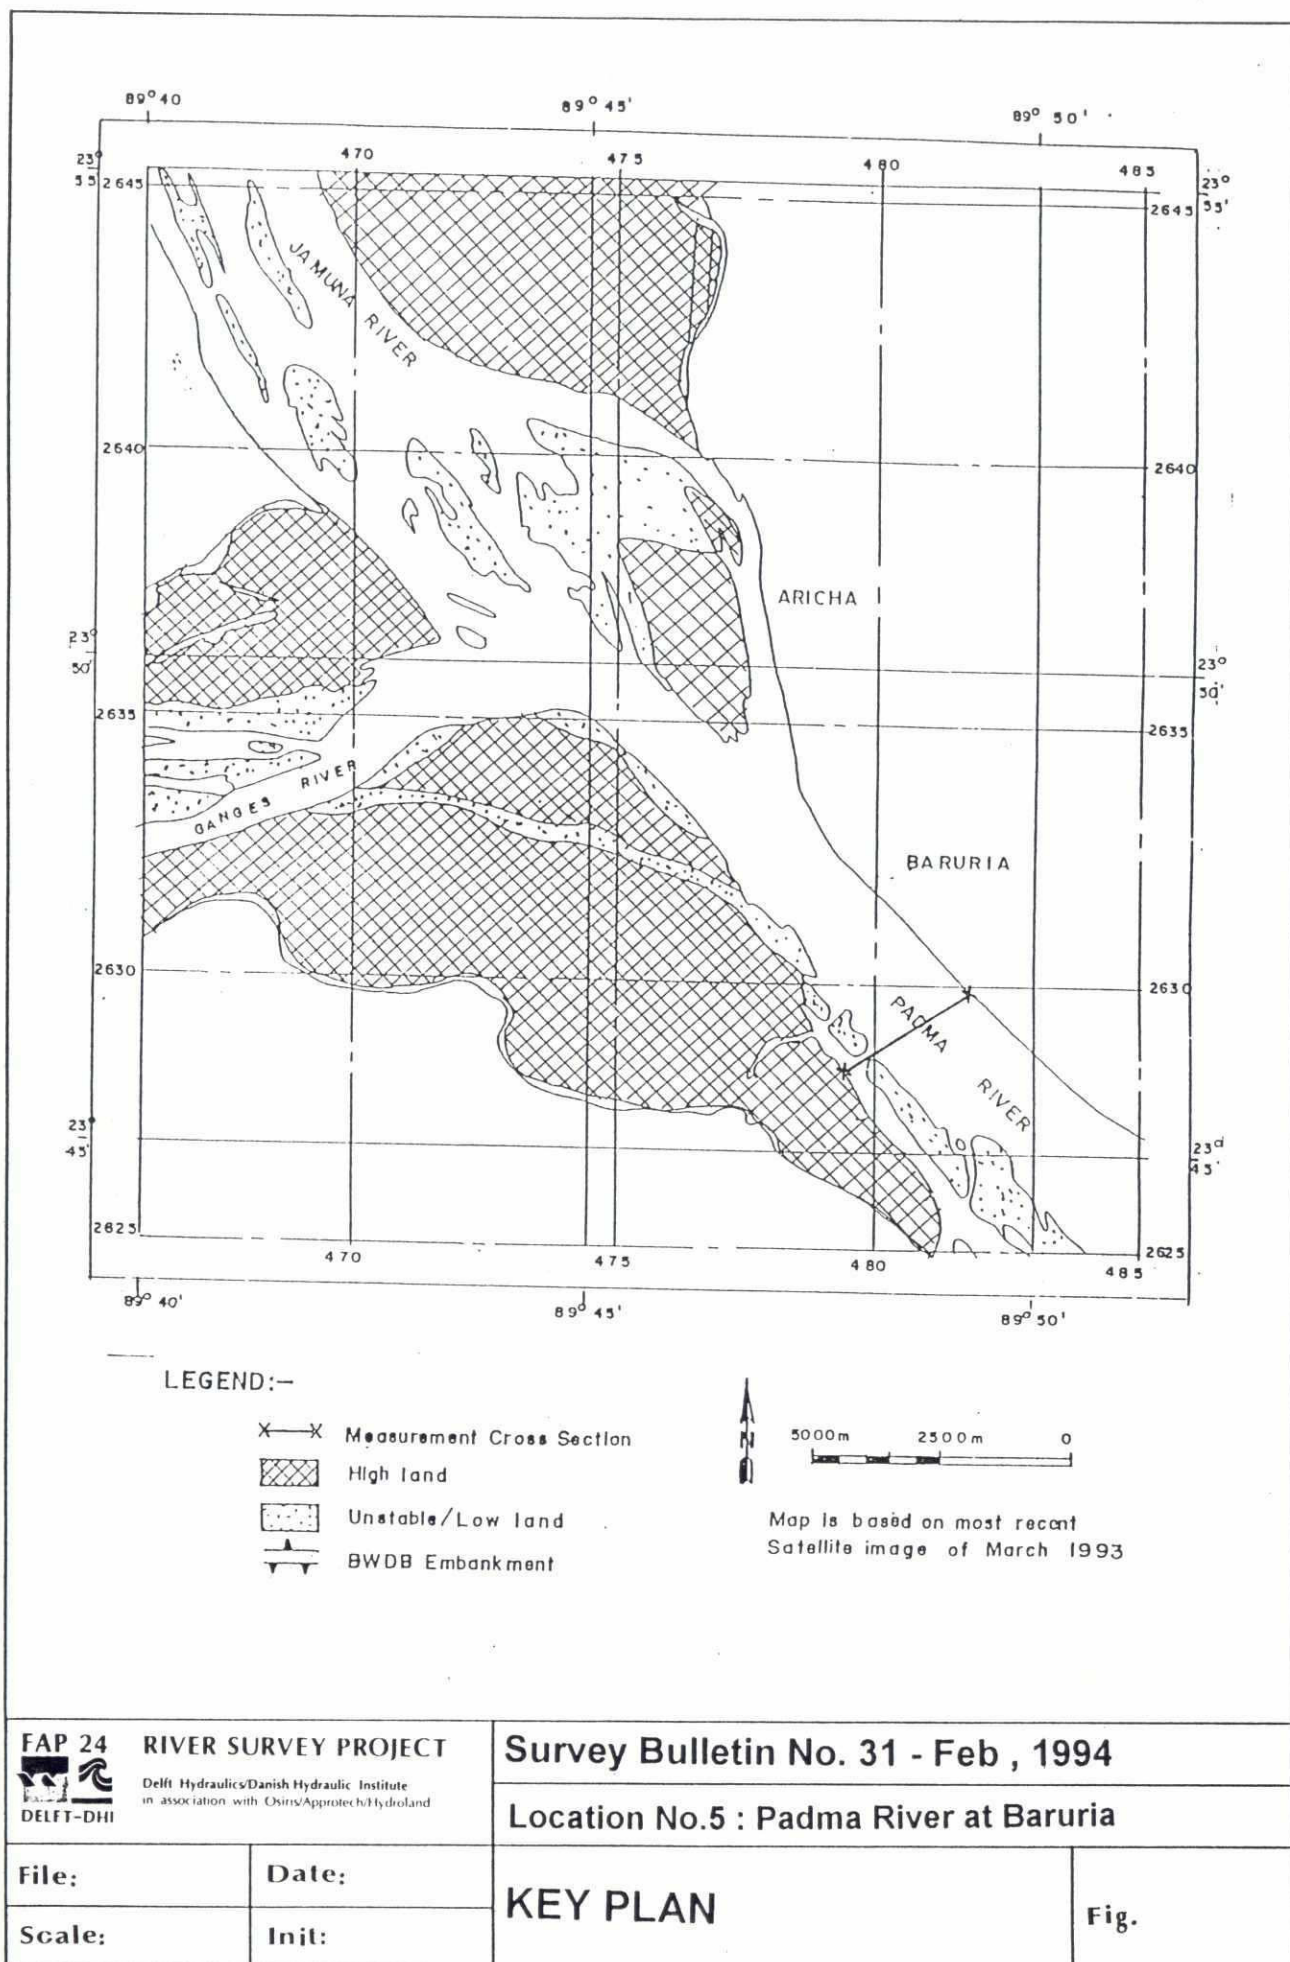 89° 40
89° 45'
89° 50'
470
475
480
485
23°
55'
2645
2645
23°
55'
JAMUNA RIVER
2640
2640
ARICHA
23°
50'
23°
50'
2635
2635
GANGES RIVER
BARURIA
2630
2630
PADMA RIVER
23°
45'
23°
45'
2625
2625
470
475
480
485
89° 40'
89° 45'
89° 50'
LEGEND:-
Measurement Cross Section
High land
Unstable/Low land
BWDB Embankment
N
5000m 2500m 0
Map is based on most recent
Satellite image of March 1993
FAP 24
DELFT-DHI
RIVER SURVEY PROJECT
Delft Hydraulics/Danish Hydraulic Institute
in association with Osiris/Approtech/Hydroland
Survey Bulletin No. 31 - Feb , 1994
Location No.5 : Padma River at Baruria
File:
Date:
Scale:
Init:
KEY PLAN
Fig.